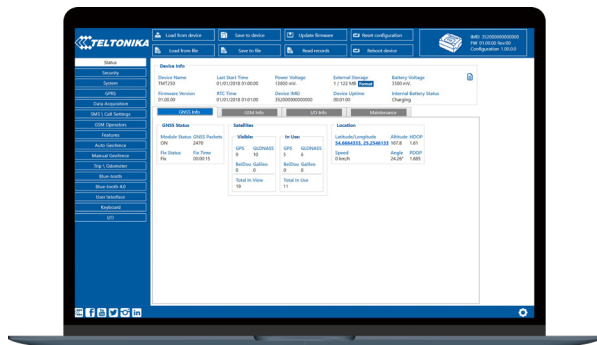 TELTONIKA
Load from device
Save to device
Update firmware
Reset configuration
Load from file
Save to file
Read records
Reboot device
IMEI 352000000000000
FW 01.00.00 Rev:00
Configuration 1.00.0.0
Status
Security
System
GPRS
Data Acquisition
SMS \ Call Settings
GSM Operators
Features
Auto Geofence
Manual Geofence
Trip \ Odometer
Blue-tooth
Blue-tooth 4.0
User Interface
Keyboard
UTI
Device Info
Device Name Last Start Time Power Voltage External Storage Battery Voltage
TMT250 01/01/2018 01:00:00 12000 mV. 1 / 122 MB Format 3500 mV.
Firmware Version RTC Time Device IMEI Device Uptime Internal Battery Status
01.00.00 01/01/2018 01:01:00 352000000000000 00:01:00 Charging
GNSS Info GSM Info I/O Info Maintenance
GNSS Status
Module Status GNSS Packets
ON 2470
Fix Status Fix Time
Fix 00:00:15
Satellites
Visible: In Use:
GPS GLONASS GPS GLONASS
9 10 5 6
BeiDou Galileo BeiDou Galileo
0 0 0 0
Total In View Total In Use
19 11
Location
Latitude/Longitude Altitude HDOP
54.6664333, 25.2546133 167.8 1.61
Speed Angle PDOP
0 km/h 24.26° 1.605